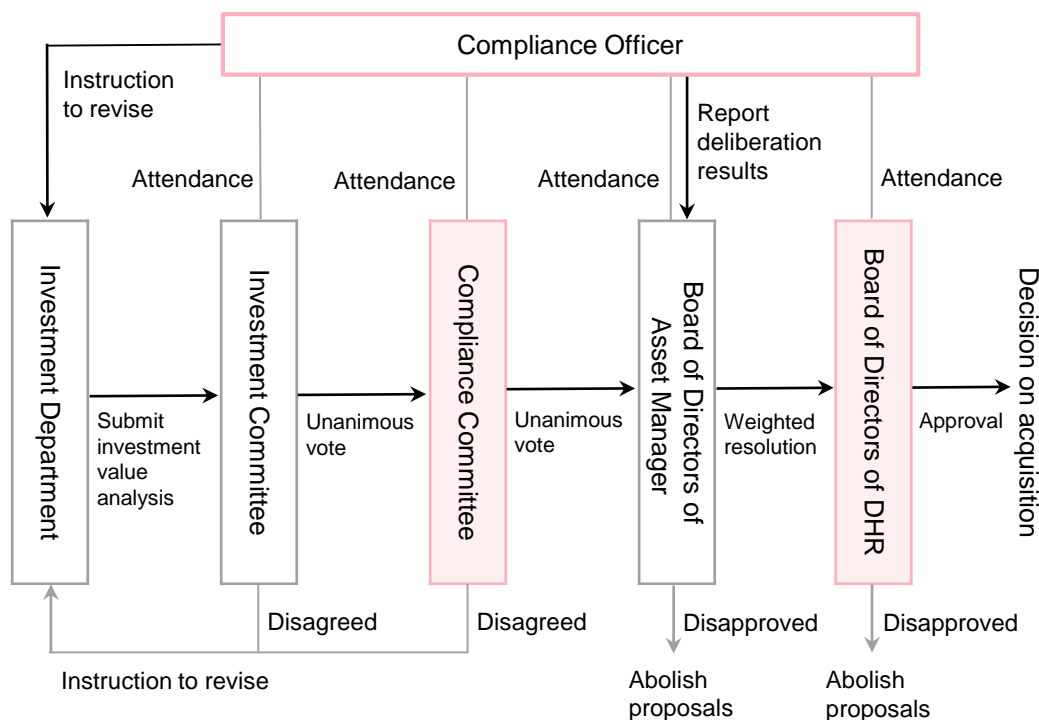 Compliance Officer
Instruction
to revise
Report
deliberation
results
Attendance
Attendance
Attendance
Attendance
Investment Department
Submit
investment
value
analysis
Investment Committee
Unanimous
vote
Compliance Committee
Unanimous
vote
Board of Directors of
Asset Manager
Weighted
resolution
Board of Directors of DHR
Approval
Decision on acquisition
Disagreed
Disagreed
Disapproved
Disapproved
Instruction to revise
Abolish
proposals
Abolish
proposals